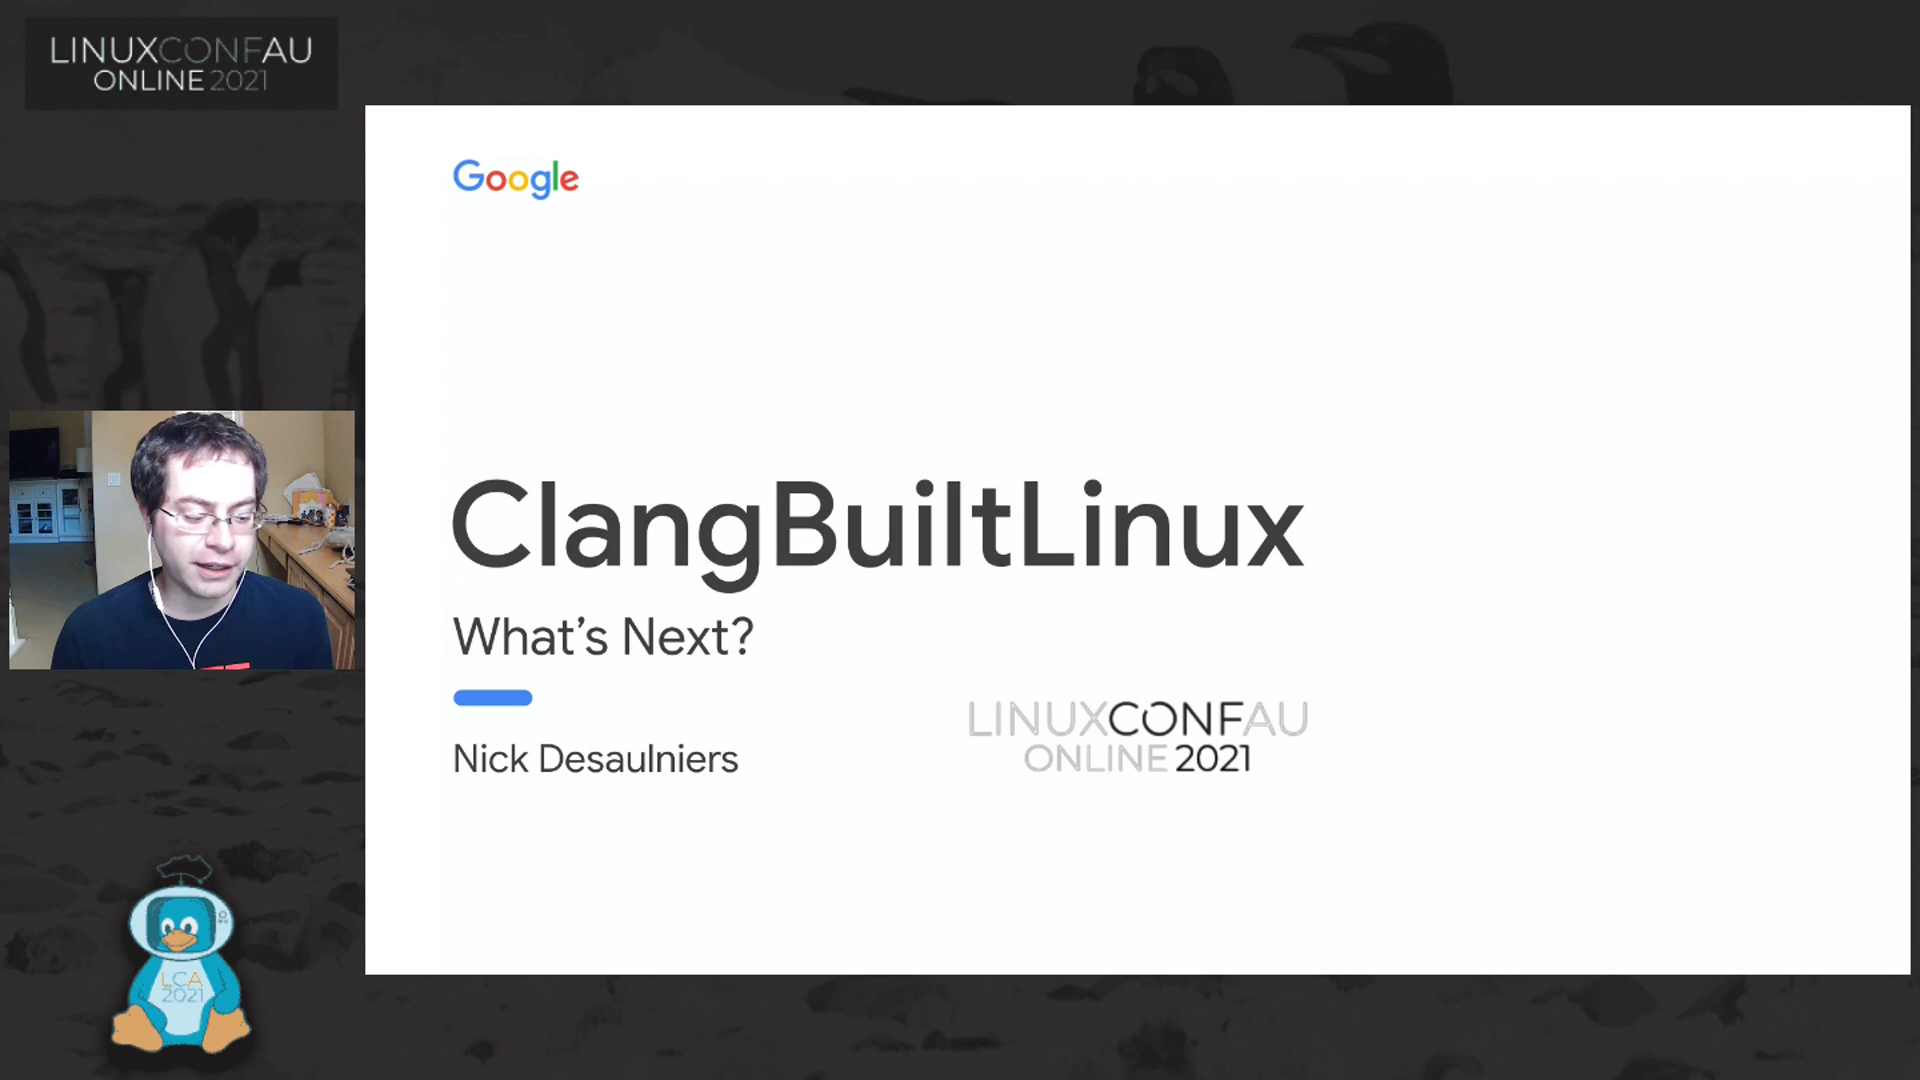 LINUXCONFAU
ONLINE 2021
Google
ClangBuiltLinux
What's Next?
Nick Desaulniers
LINUXCONFAU
ONLINE 2021
LCA
2021